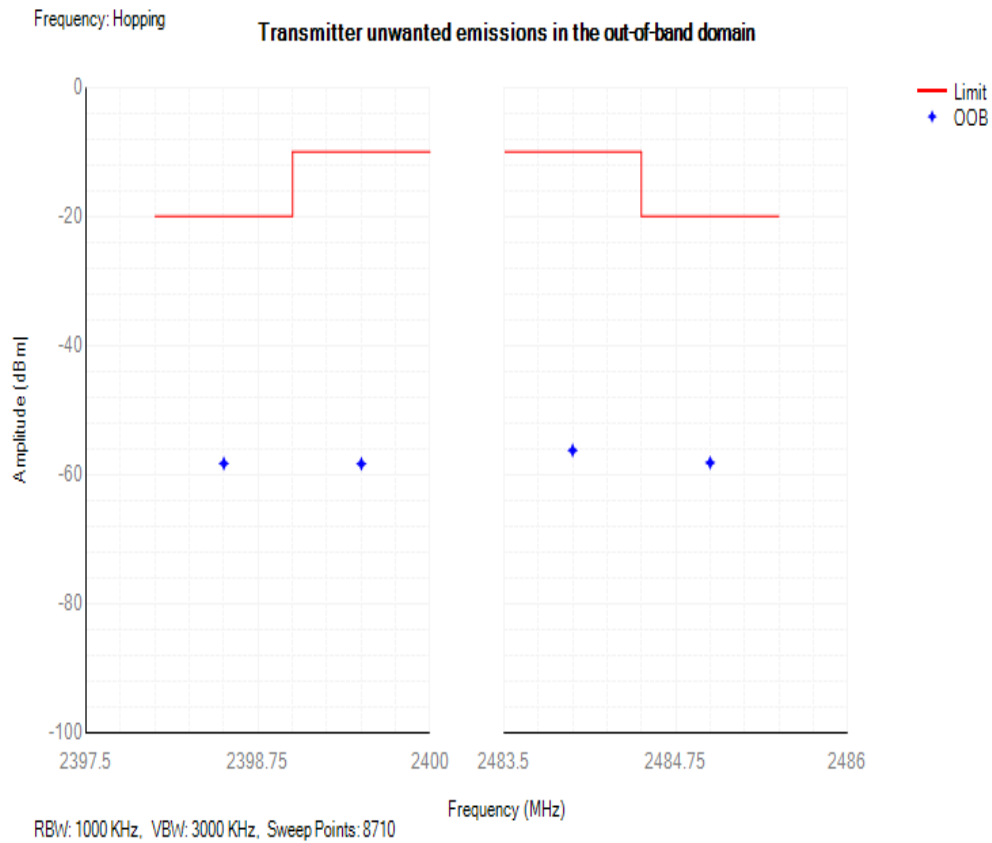 Frequency: Hopping
Transmitter unwanted emissions in the out-of-band domain
Limit
OOB
0
-20
-40
-60
-80
-100
Amplitude (dBm)
2397.5 2398.75 2400 2483.5 2484.75 2486
Frequency (MHz)
RBW: 1000 KHz, VBW: 3000 KHz, Sweep Points: 8710